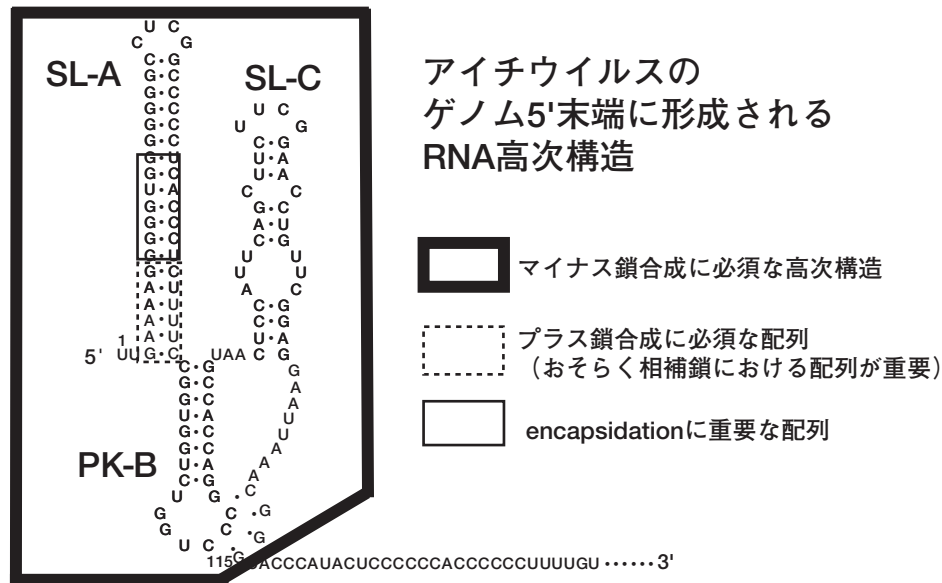 アイチウイルスの
ゲノム5'末端に形成される
RNA高次構造
SL-A
U C
C G
C·G
G·C
G·C
G·C
G·C
G·U
G·C
U·A
G·C
G·C
G·C
G·U
G·C
A·U
A·U
A·U
5' UUG·C
1
SL-C
U C
U G
C·G
U·A
U·A
C C
G·C
A·U
C·G
U U
U U
A C
C·G
C·G
U·A
UAA C·G
PK-B
C·G
G·C
G·C
U·A
G·C
G·C
U·A
C·G
U G
G C
G C
U C
GAAUUAAAC
G
G
G
115
GACCCAUACUCCCCCCACCCCCCUUUUGU ······3'
マイナス鎖合成に必須な高次構造
プラス鎖合成に必須な配列
（おそらく相補鎖における配列が重要）
encapsidationに重要な配列